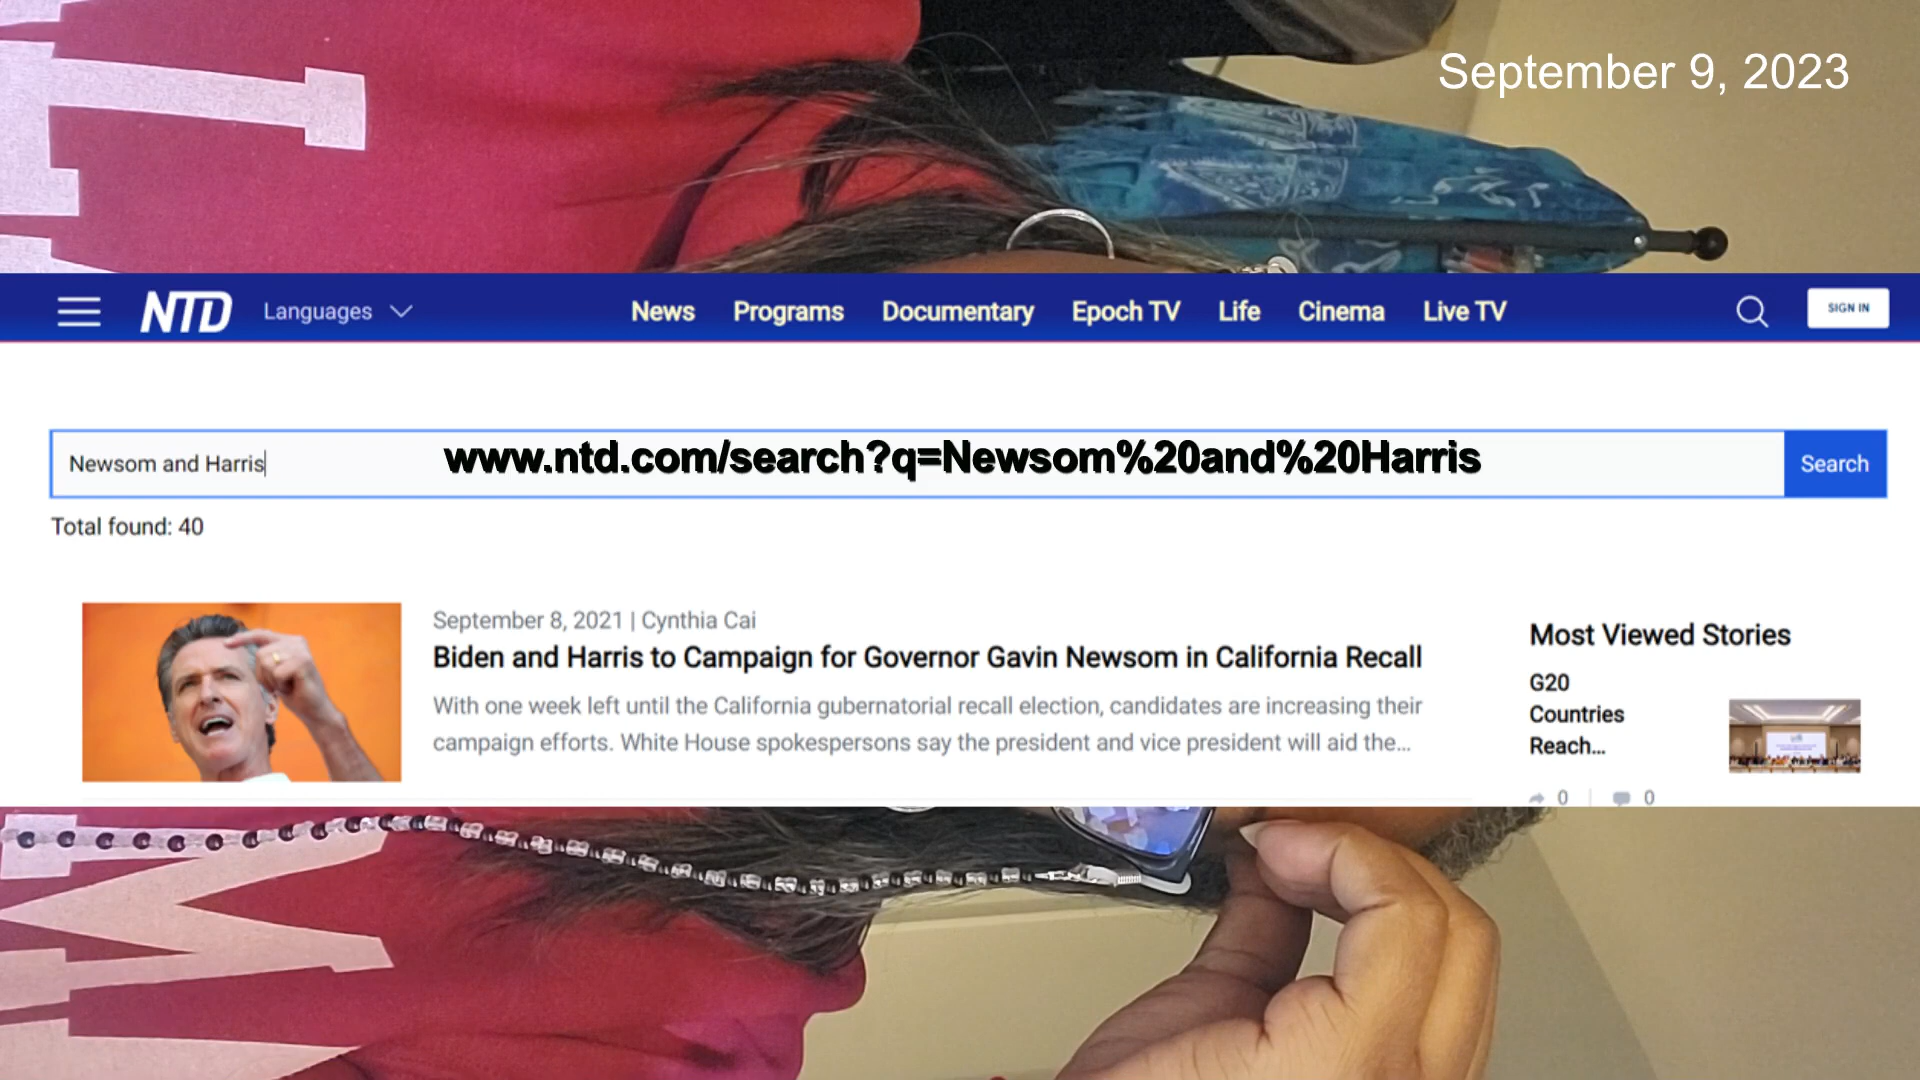 September 9, 2023
NTD
Languages
News Programs Documentary Epoch TV Life Cinema Live TV
SIGN IN
Newsom and Harris
www.ntd.com/search?q=Newsom%20and%20Harris
Search
Total found: 40
September 8, 2021 | Cynthia Cai
Biden and Harris to Campaign for Governor Gavin Newsom in California Recall
With one week left until the California gubernatorial recall election, candidates are increasing their
campaign efforts. White House spokespersons say the president and vice president will aid the...
Most Viewed Stories
G20
Countries
Reach...
0 | 0